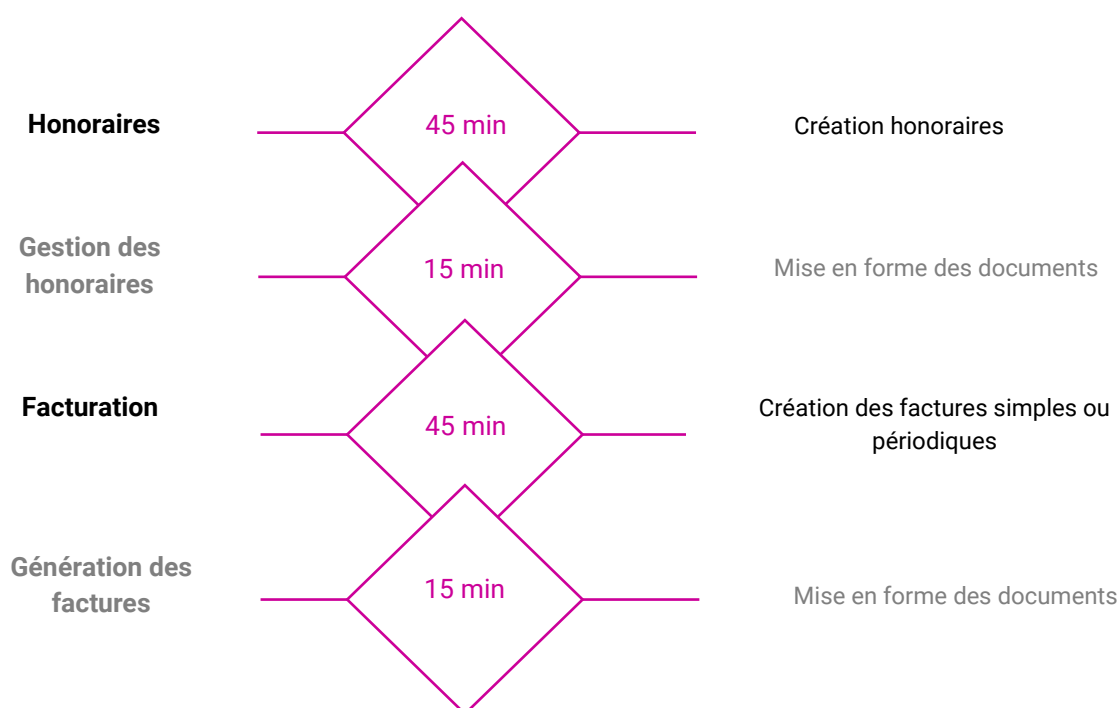 Honoraires
45 min
Création honoraires
Gestion des
honoraires
15 min
Mise en forme des documents
Facturation
45 min
Création des factures simples ou
périodiques
Génération des
factures
15 min
Mise en forme des documents